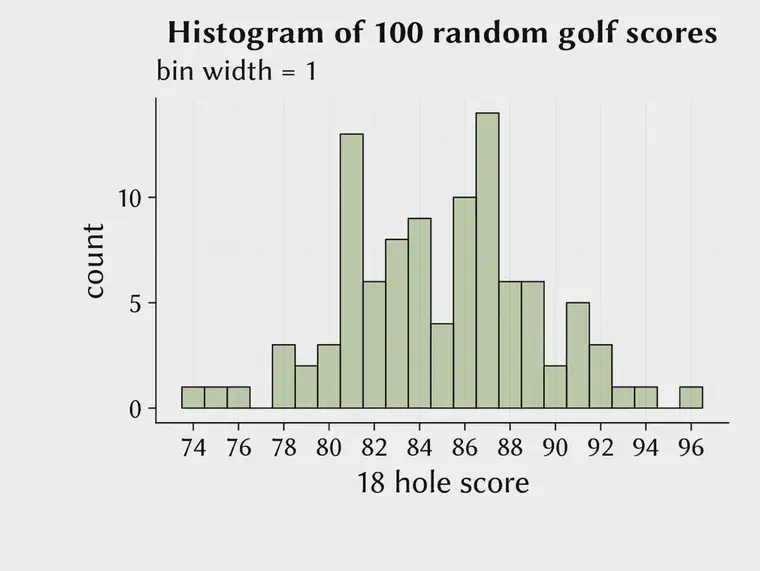 Histogram of 100 random golf scores
bin width = 1
10
5
0
count
74 76 78 80 82 84 86 88 90 92 94 96
18 hole score